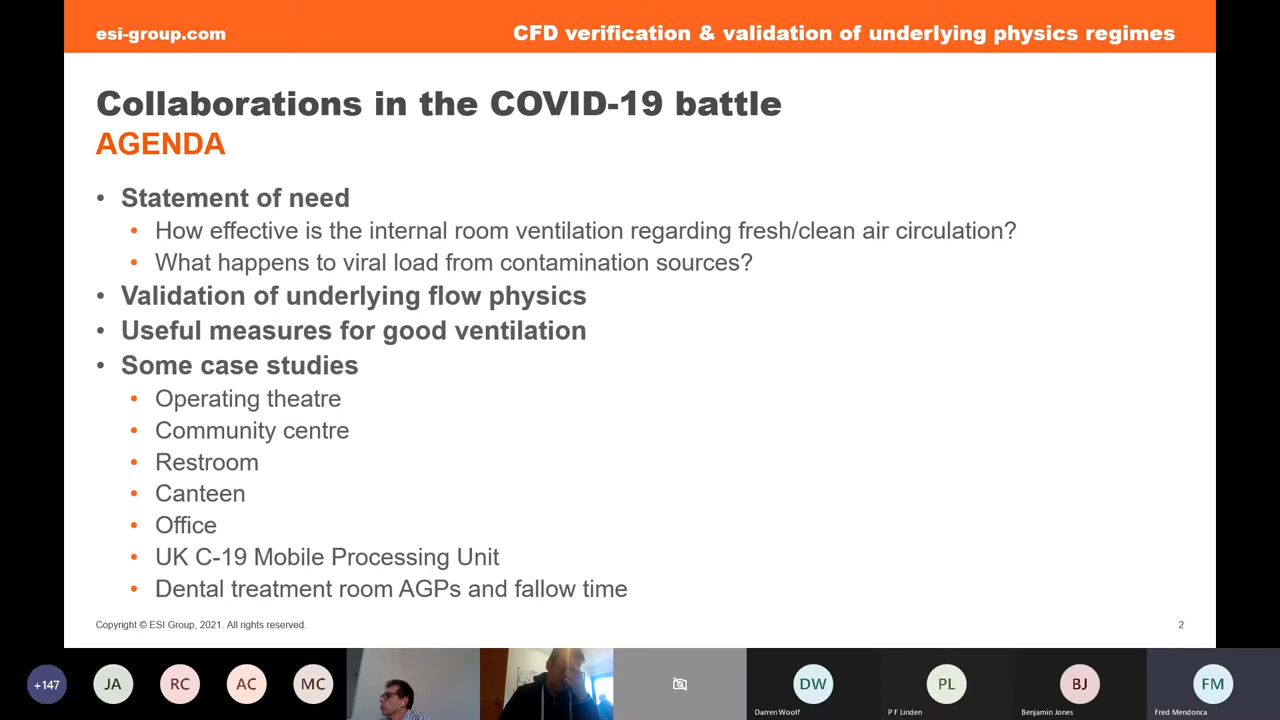 esi-group.com
CFD verification & validation of underlying physics regimes
Collaborations in the COVID-19 battle
AGENDA
• Statement of need
• How effective is the internal room ventilation regarding fresh/clean air circulation?
• What happens to viral load from contamination sources?
• Validation of underlying flow physics
• Useful measures for good ventilation
• Some case studies
• Operating theatre
• Community centre
• Restroom
• Canteen
• Office
• UK C-19 Mobile Processing Unit
• Dental treatment room AGPs and fallow time
Copyright © ESI Group, 2021. All rights reserved.
2
+147
JA
RC
AC
MC
DW
PL
BJ
FM
Darren Woolf
P F Linden
Benjamin Jones
Fred Mendonca